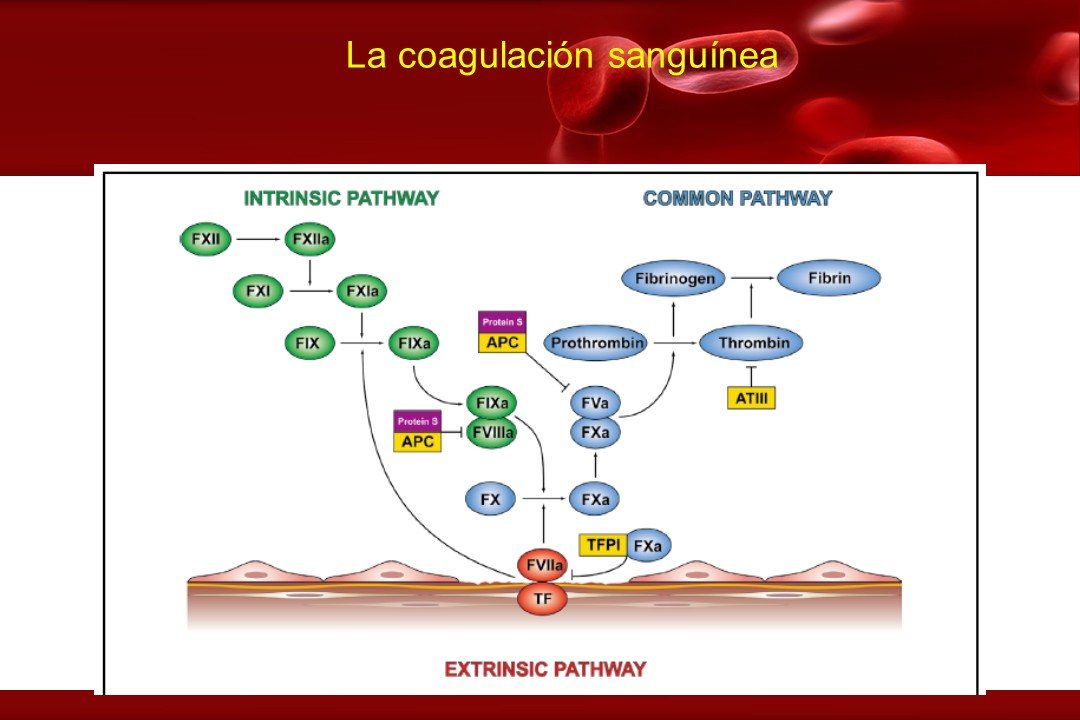 La coagulación sanguínea
INTRINSIC PATHWAY
COMMON PATHWAY
FXII
FXIIa
FXI
FXIa
Fibrinogen
Fibrin
FIX
FIXa
Protein S
APC
Prothrombin
Thrombin
ATIII
FIXa
FVIIIa
Protein S
APC
FVa
FXa
FX
FXa
TFPI
FXa
FVIIa
TF
EXTRINSIC PATHWAY